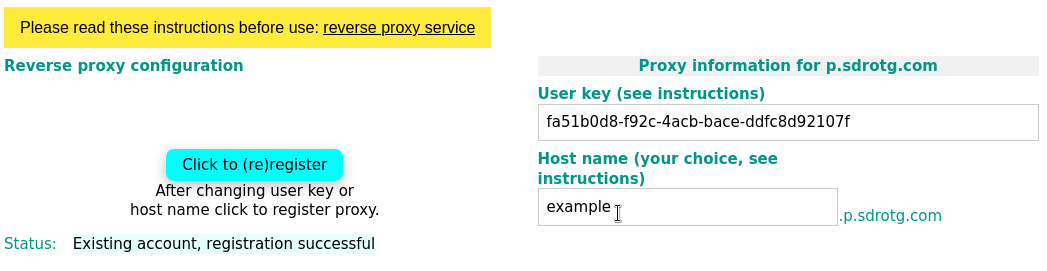 Please read these instructions before use: reverse proxy service
Reverse proxy configuration
Click to (re)register
After changing user key or
host name click to register proxy.
Status: Existing account, registration successful
Proxy information for p.sdrotg.com
User key (see instructions)
fa51b0d8-f92c-4acb-bace-ddfc8d92107f
Host name (your choice, see
instructions)
example .p.sdrotg.com